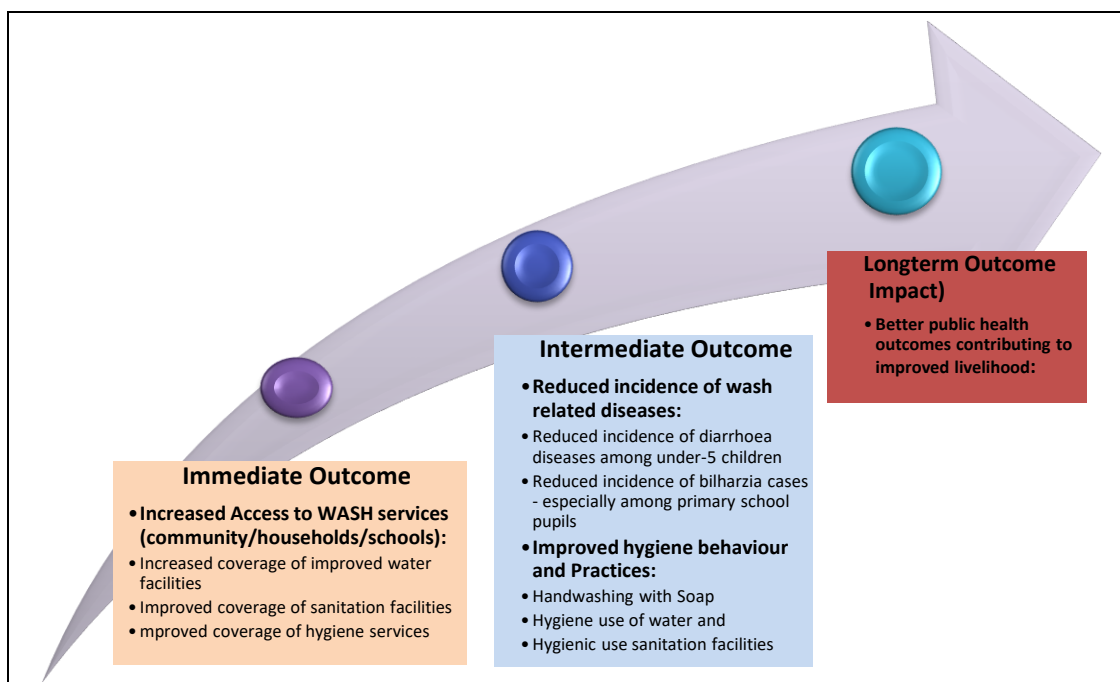 Immediate Outcome
• Increased Access to WASH services
(community/households/schools):
• Increased coverage of improved water
facilities
• Improved coverage of sanitation facilities
• mproved coverage of hygiene services
Intermediate Outcome
• Reduced incidence of wash
related diseases:
• Reduced incidence of diarrhoea
diseases among under-5 children
• Reduced incidence of bilharzia cases
- especially among primary school
pupils
• Improved hygiene behaviour
and Practices:
• Handwashing with Soap
• Hygiene use of water and
• Hygienic use sanitation facilities
Longterm Outcome
Impact)
• Better public health
outcomes contributing to
improved livelihood: